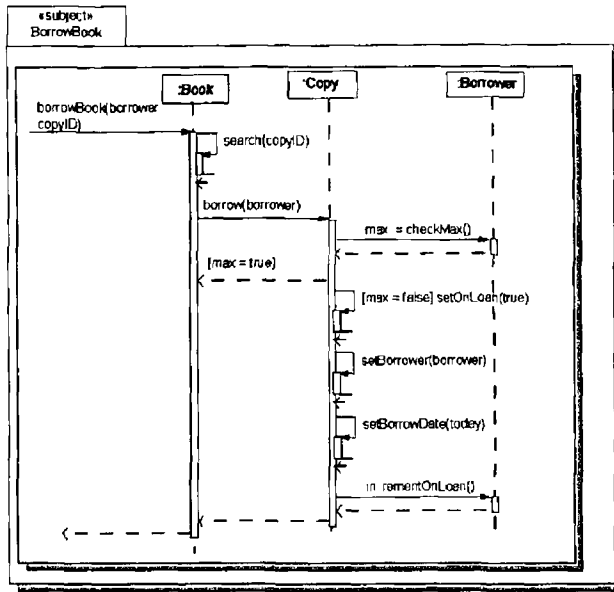 «subject»
BorrowBook
:Book
:Copy
:Borrower
borrowBook(borrower
copyID)
search(copyID)
borrow(borrower)
max = checkMax()
[max = true]
[max = false] setOnLoan(true)
setBorrower(borrower)
setBorrowDate(today)
in rementOnLoan()